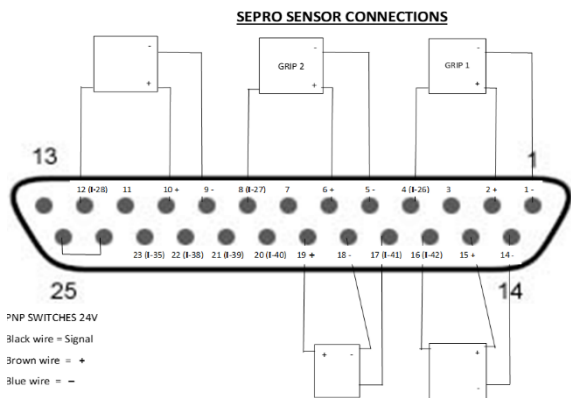 SEPRO SENSOR CONNECTIONS
-
-
GRIP 2
-
GRIP 1
+
+
+
13
1
12 (I-28) 11 10 + 9 - 8 (I-27) 7 6 + 5 - 4 (I-26) 3 2 + 1 -
23 (I-35) 22 (I-38) 21 (I-39) 20 (I-40) 19 + 18 - 17 (I-41) 16 (I-42) 15 + 14 -
25
14
PNP SWITCHES 24V
Black wire = Signal
Brown wire = +
Blue wire = –
+ -
+
-